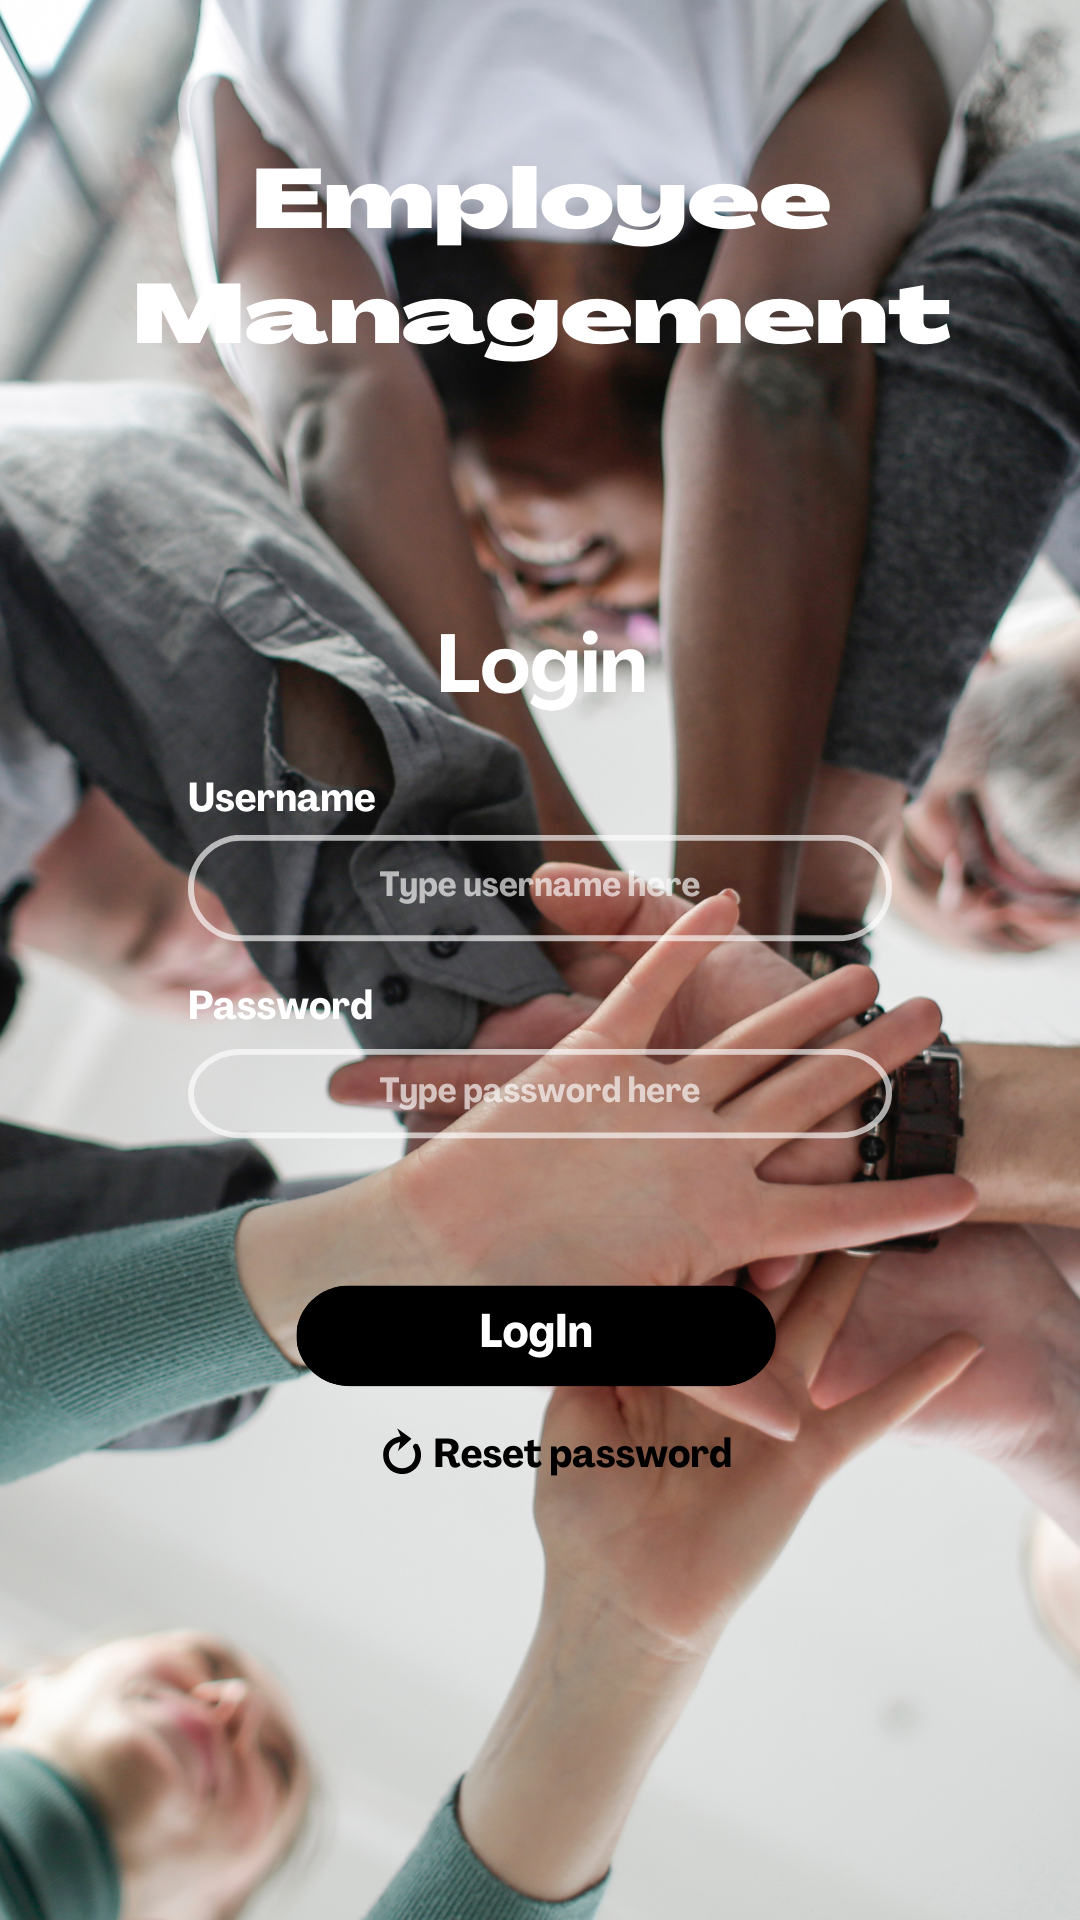 Employee
Management
Login
Username
Type username here
Password
Type password here
LogIn
Reset password